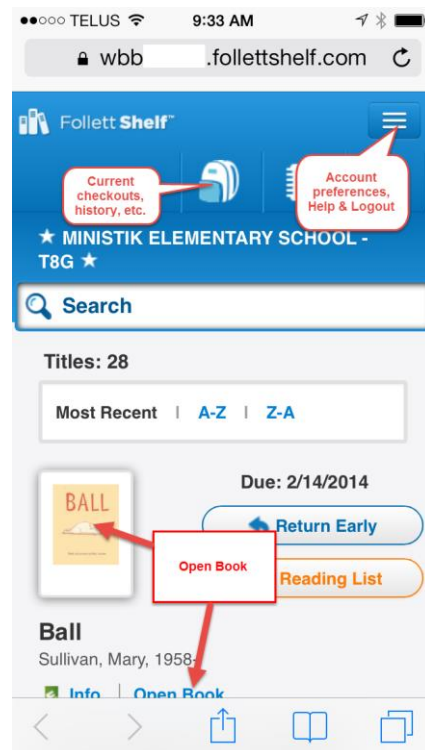 TELUS 9:33 AM
wbb .follettshelf.com
Follett Shelf™
Current
checkouts,
history, etc.
Account
preferences,
Help & Logout
★ MINISTIK ELEMENTARY SCHOOL -
T8G ★
Search
Titles: 28
Most Recent | A-Z | Z-A
BALL
Due: 2/14/2014
Return Early
Open Book
Reading List
Ball
Sullivan, Mary, 1958-
Info | Open Book